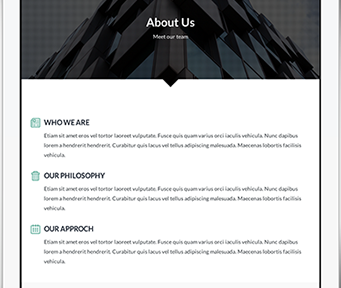 About Us
Meet our team
WHO WE ARE
Etiam sit amet eros vel tortor laoreet vulputate. Fusce quis quam varius orci iaculis vehicula. Nunc dapibus
lorem a hendrerit hendrerit. Curabitur quis lacus tellus adipiscing malesuada. Maecenas lobortis facilisis
vehicula.
OUR PHILOSOPHY
Etiam sit amet eros vel tortor laoreet vulputate. Fusce quis quam varius orci iaculis vehicula. Nunc dapibus
lorem a hendrerit hendrerit. Curabitur quis lacus tellus adipiscing malesuada. Maecenas lobortis facilisis
vehicula.
OUR APPROCH
Etiam sit amet eros vel tortor laoreet vulputate. Fusce quis quam varius orci iaculis vehicula. Nunc dapibus
lorem a hendrerit hendrerit. Curabitur quis lacus tellus adipiscing malesuada. Maecenas lobortis facilisis
vehicula.